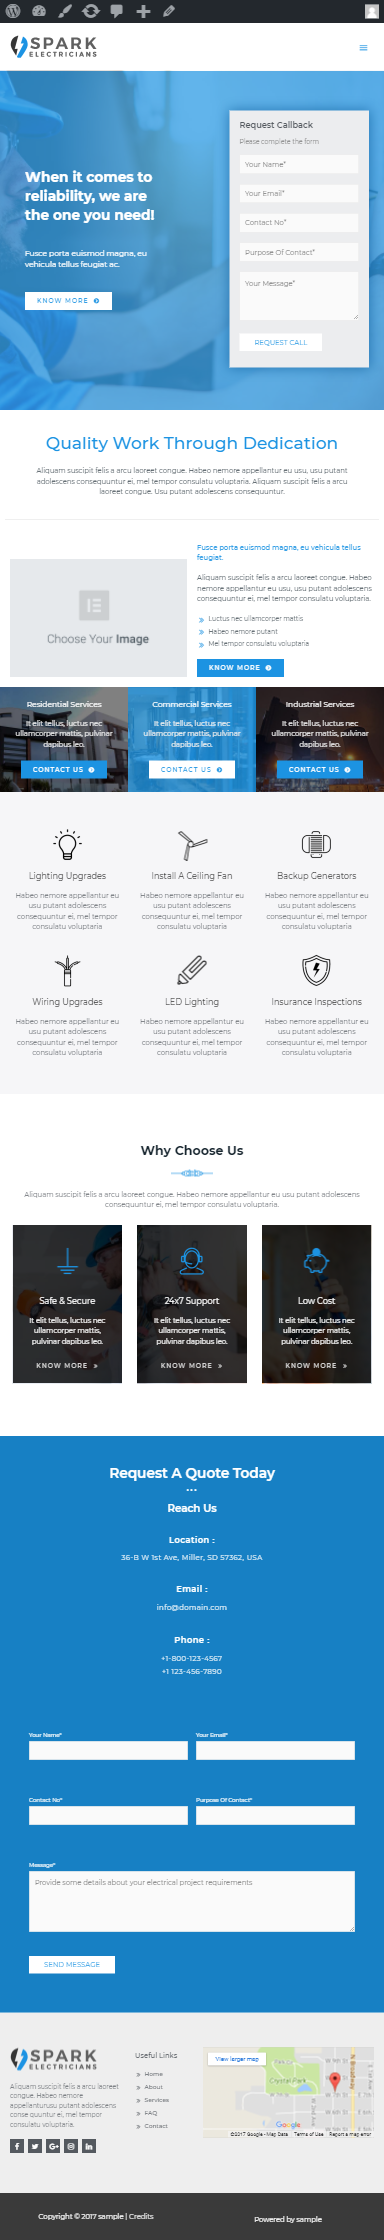 SPARK
ELECTRICIANS
When it comes to
reliability, we are
the one you need!
Fusce porta euismod magna, eu
vehicula tellus feugiat ac.
KNOW MORE
Request Callback
Please complete the form
Your Name*
Your Email*
Contact No*
Purpose Of Contact*
Your Message*
REQUEST CALL
Quality Work Through Dedication
Aliquam suscipit felis a arcu laoreet congue. Habeo nemore appellantur eu usu, usu putant
adolescens consequuntur ei, mel tempor consulatu voluptaria. Aliquam suscipit felis a arcu
laoreet congue. Usu putant adolescens consequuntur.
Choose Your Image
Fusce porta euismod magna, eu vehicula tellus
feugiat.
Aliquam suscipit felis a arcu laoreet congue. Habeo
nemore appellantur eu usu, usu putant adolescens
consequuntur ei, mel tempor consulatu voluptaria.
Luctus nec ullamcorper mattis
Habeo nemore putant
Mel tempor consulatu voluptaria
KNOW MORE
Residential Services
It elit tellus, luctus nec
ullamcorper mattis, pulvinar
dapibus leo.
CONTACT US
Commercial Services
It elit tellus, luctus nec
ullamcorper mattis, pulvinar
dapibus leo.
CONTACT US
Industrial Services
It elit tellus, luctus nec
ullamcorper mattis, pulvinar
dapibus leo.
CONTACT US
Lighting Upgrades
Habeo nemore appellantur eu
usu putant adolescens
consequuntur ei, mel tempor
consulatu voluptaria
Install A Ceiling Fan
Habeo nemore appellantur eu
usu putant adolescens
consequuntur ei, mel tempor
consulatu voluptaria
Backup Generators
Habeo nemore appellantur eu
usu putant adolescens
consequuntur ei, mel tempor
consulatu voluptaria
Wiring Upgrades
Habeo nemore appellantur eu
usu putant adolescens
consequuntur ei, mel tempor
consulatu voluptaria
LED Lighting
Habeo nemore appellantur eu
usu putant adolescens
consequuntur ei, mel tempor
consulatu voluptaria
Insurance Inspections
Habeo nemore appellantur eu
usu putant adolescens
consequuntur ei, mel tempor
consulatu voluptaria
Why Choose Us
Aliquam suscipit felis a arcu laoreet congue. Habeo nemore appellantur eu usu putant adolescens
consequuntur ei, mel tempor consulatu voluptaria.
Safe & Secure
It elit tellus, luctus nec
ullamcorper mattis,
pulvinar dapibus leo.
KNOW MORE »
24x7 Support
It elit tellus, luctus nec
ullamcorper mattis,
pulvinar dapibus leo.
KNOW MORE »
Low Cost
It elit tellus, luctus nec
ullamcorper mattis,
pulvinar dapibus leo.
KNOW MORE »
Request A Quote Today
Reach Us
Location :
36-B W 1st Ave, Miller, SD 57362, USA
Email :
info@domain.com
Phone :
+1-800-123-4567
+1 123-456-7890
Your Name*
Your Email*
Contact No*
Purpose Of Contact*
Message*
Provide some details about your electrical project requirements
SEND MESSAGE
SPARK
ELECTRICIANS
Aliquam suscipit felis a arcu laoreet
congue. Habeo nemore
appellanturusu putant adolescens
conse quuntur ei, mel tempor
consulatu voluptaria.
Useful Links
Home
About
Services
FAQ
Contact
View larger map
Crystal Park
Google
©2017 Google - Map Data
Terms of Use
Report a map error
Copyright © 2017 sample | Credits
Powered by sample